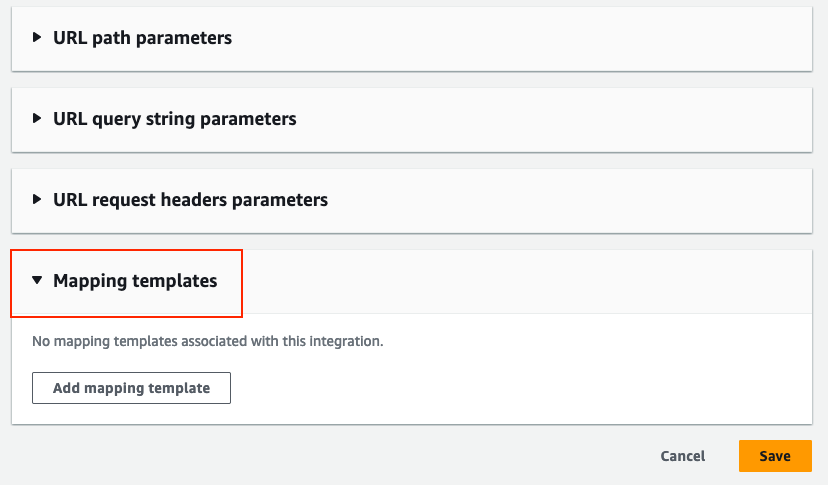 URL path parameters
URL query string parameters
URL request headers parameters
Mapping templates
No mapping templates associated with this integration.
Add mapping template
Cancel Save